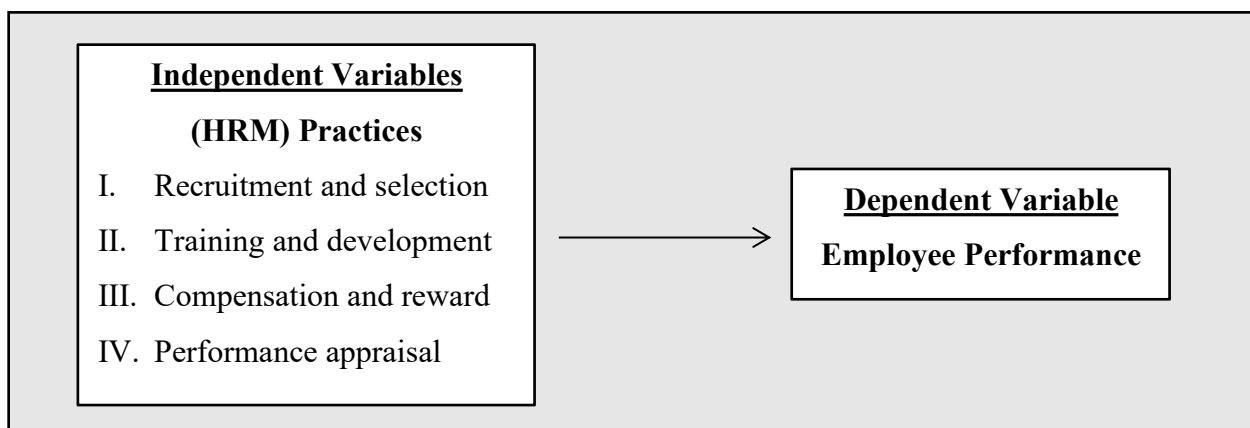 Independent Variables
(HRM) Practices
I. Recruitment and selection
II. Training and development
III. Compensation and reward
IV. Performance appraisal
Dependent Variable
Employee Performance